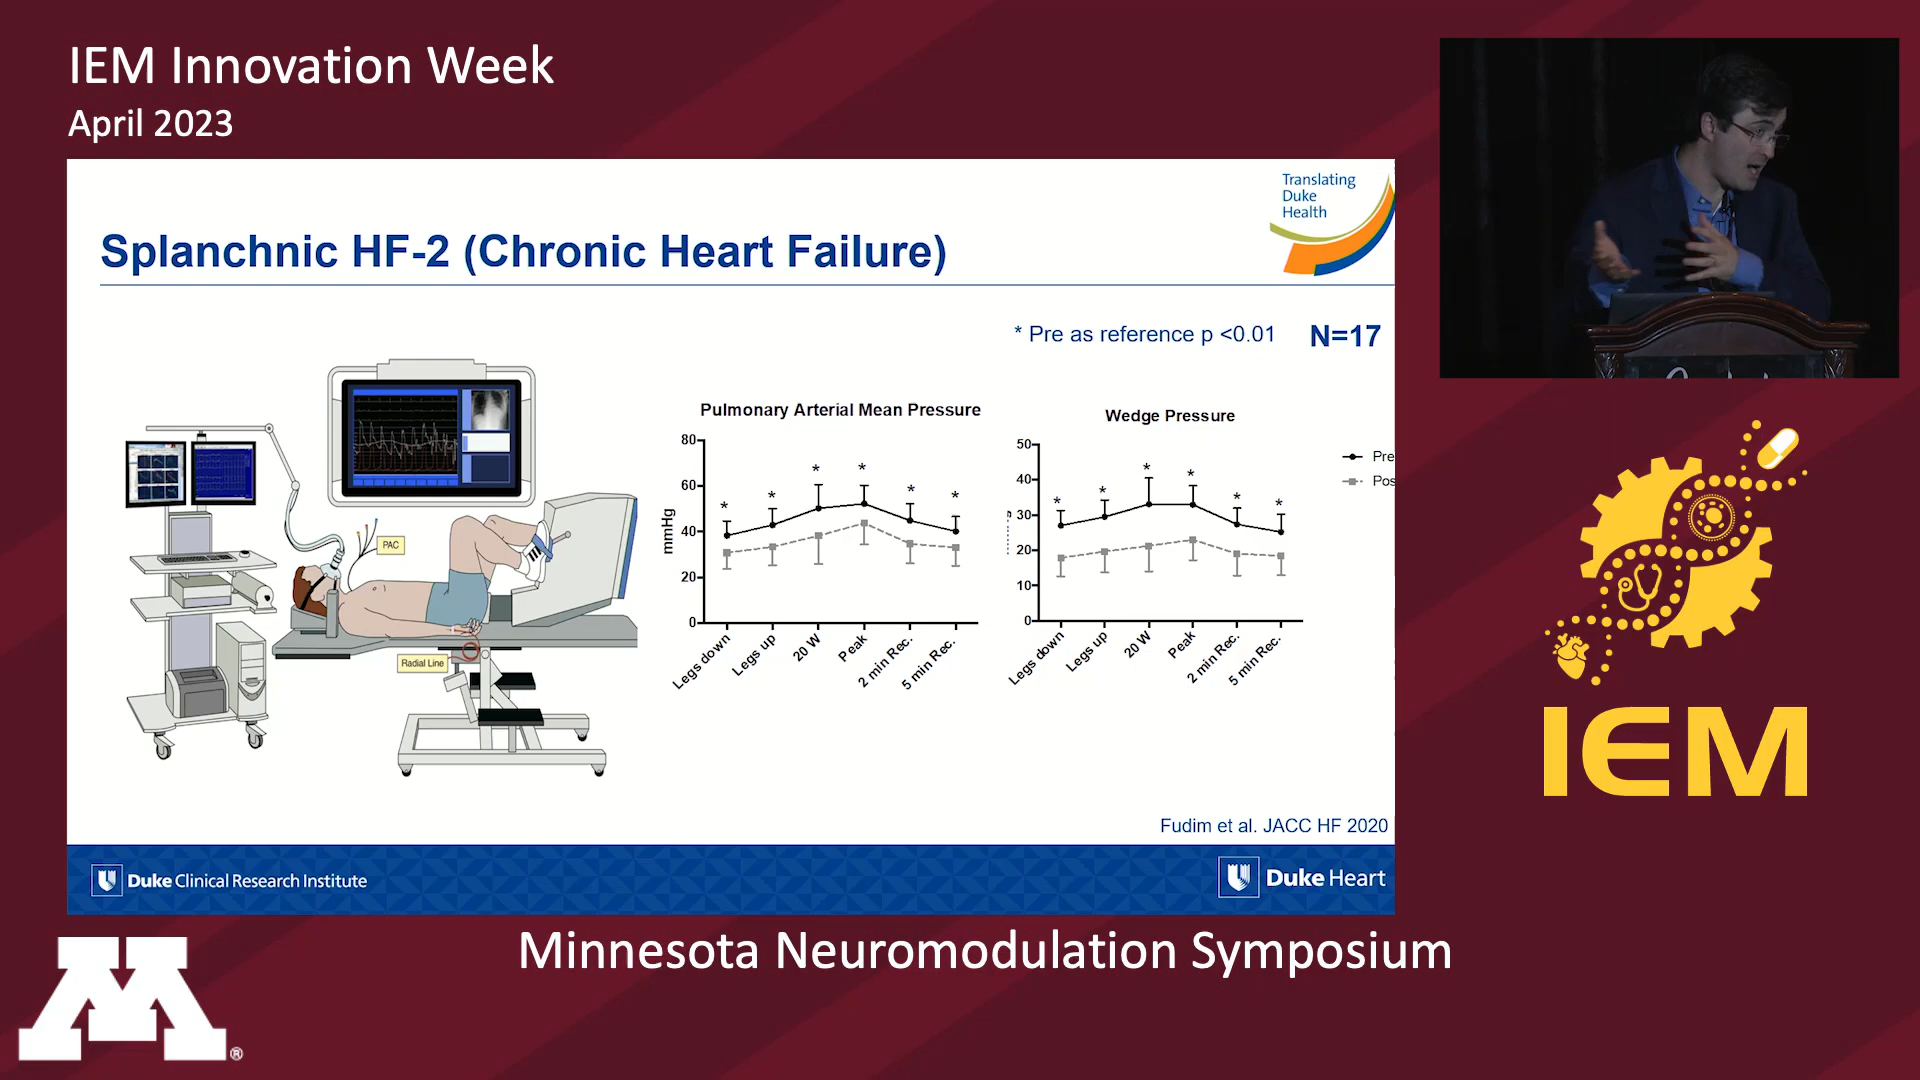 IEM Innovation Week
April 2023
Translating
Duke
Health
Splanchnic HF-2 (Chronic Heart Failure)
* Pre as reference p <0.01
N=17
PAC
Radial Line
Pulmonary Arterial Mean Pressure
mmHg
80
60
40
20
0
* * * * * *
Legs down
Legs up
20 W
Peak
2 min Rec.
5 min Rec.
Wedge Pressure
50
40
30
20
10
0
* * * * * *
Legs down
Legs up
20 W
Peak
2 min Rec.
5 min Rec.
Pre
Pos
Fudim et al. JACC HF 2020
Duke Clinical Research Institute
Duke Heart
IEM
Minnesota Neuromodulation Symposium
M®